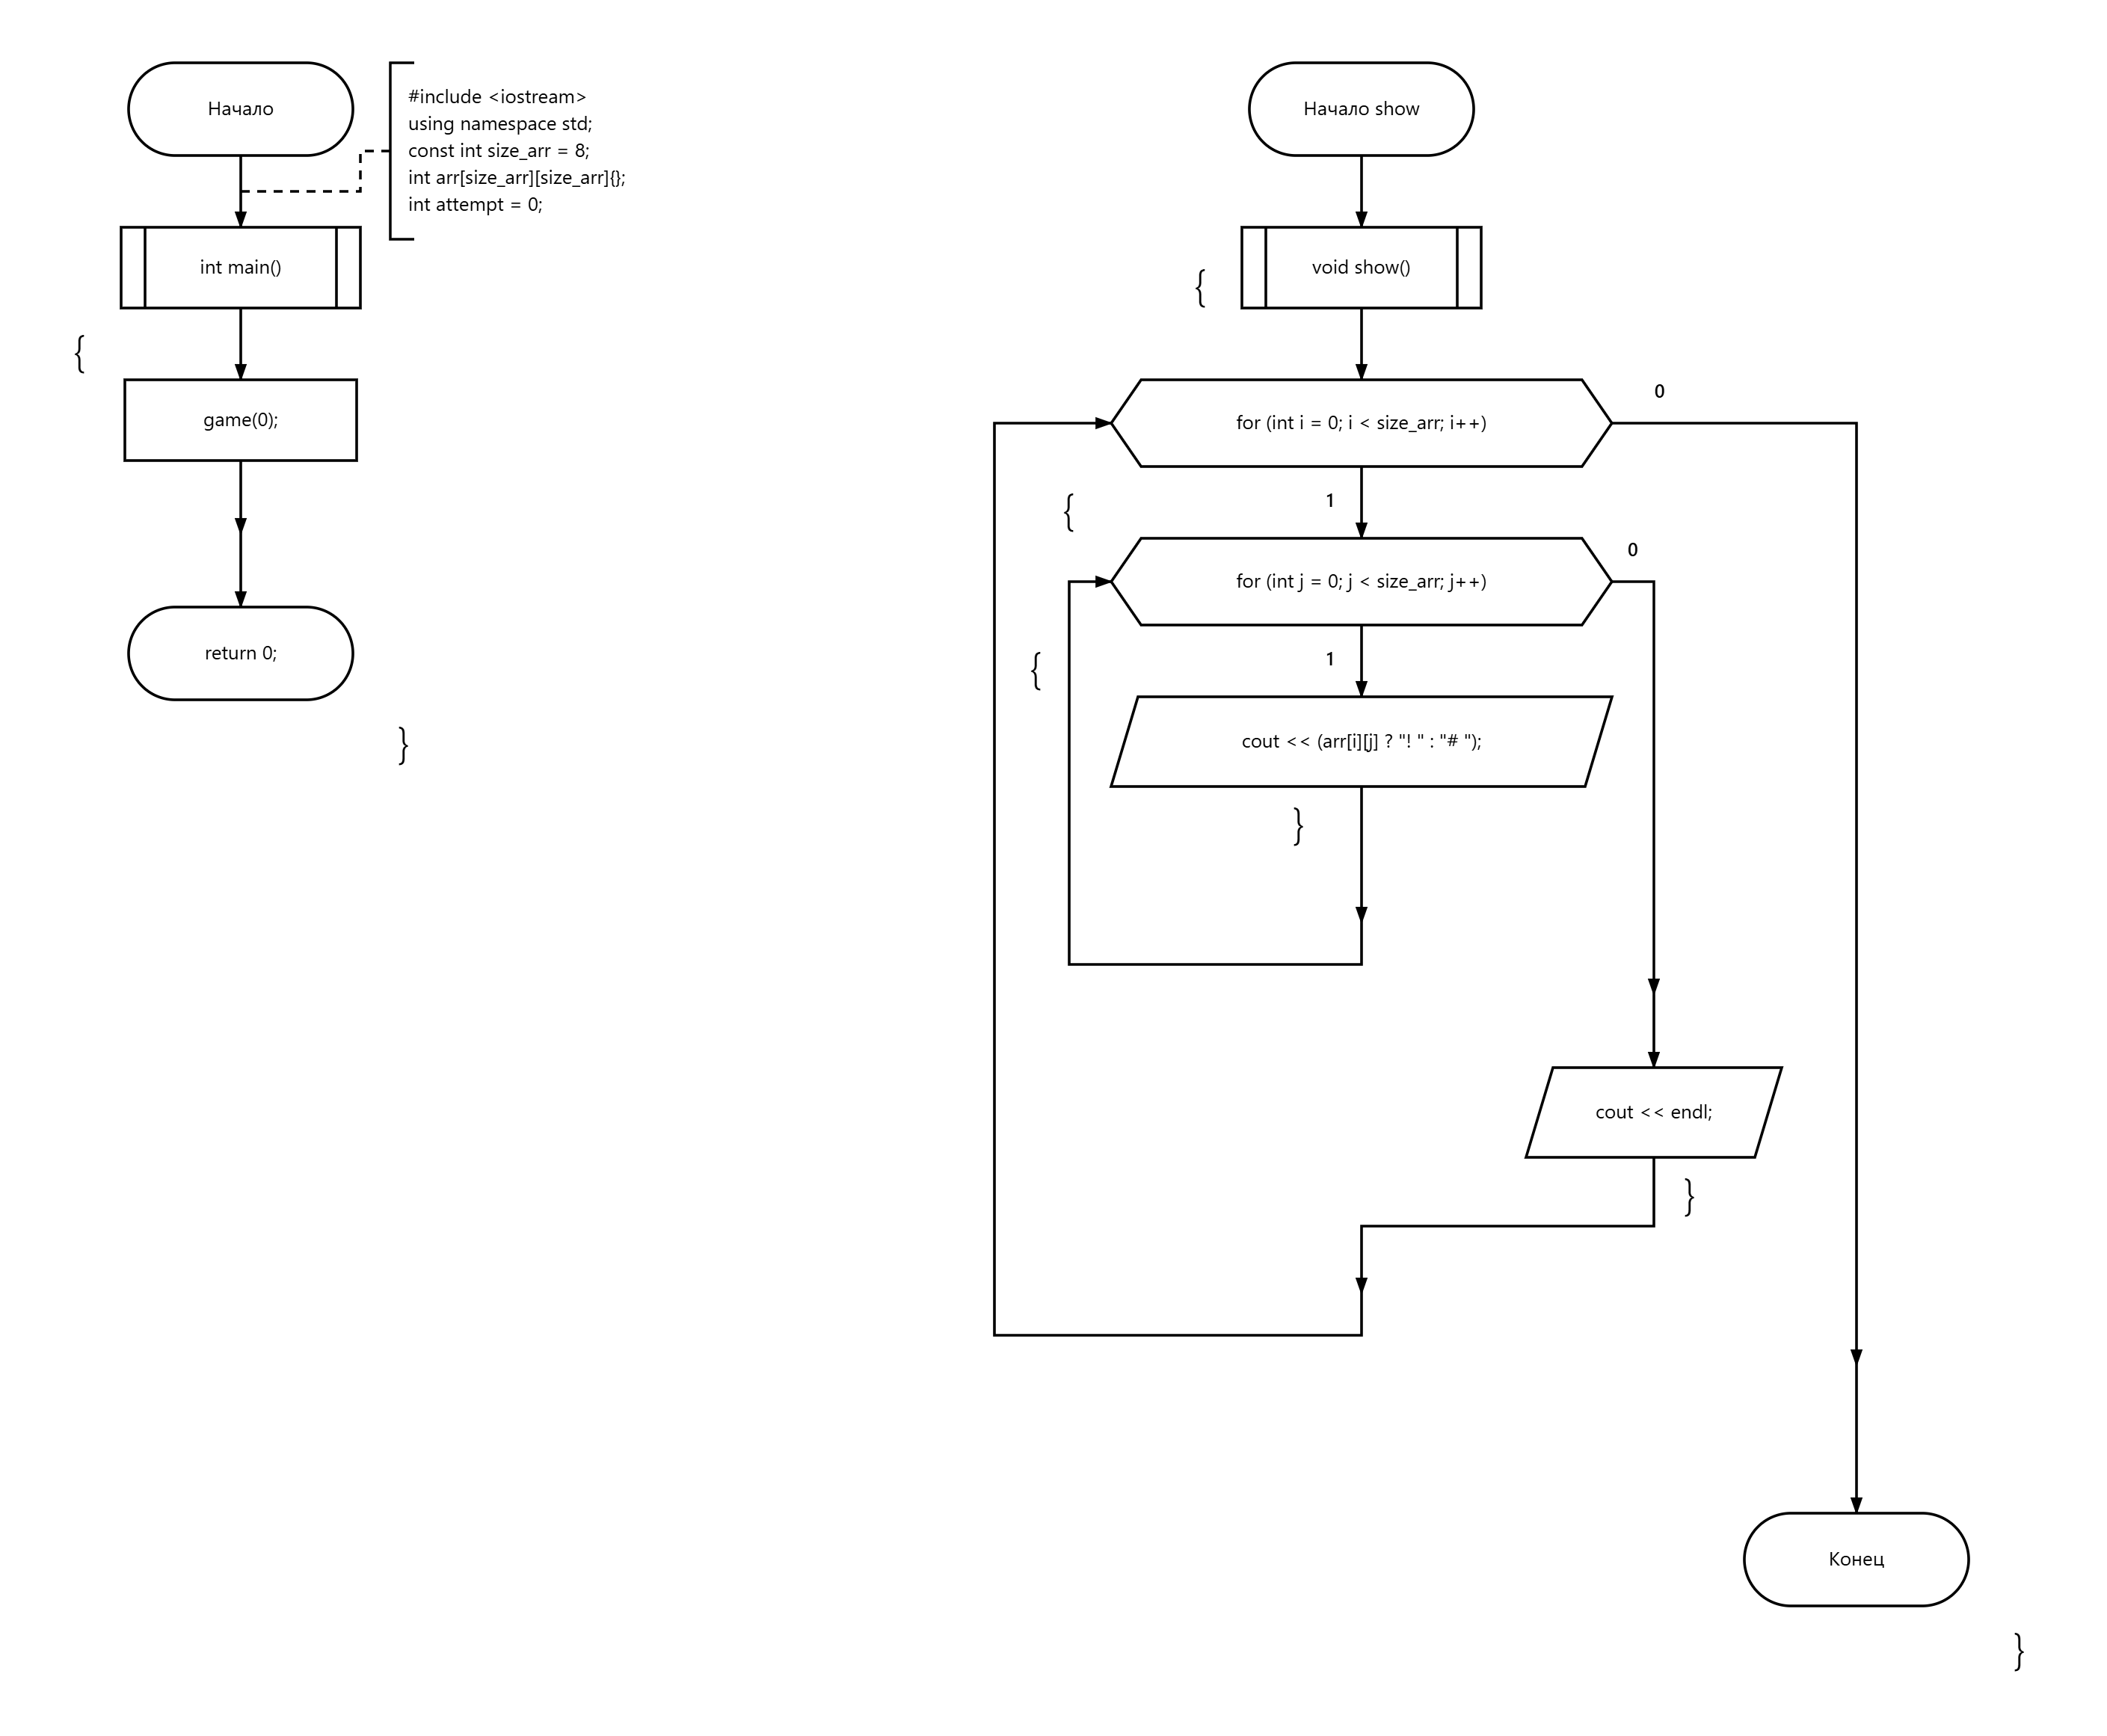 Начало
#include <iostream>
using namespace std;
const int size_arr = 8;
int arr[size_arr][size_arr]{};
int attempt = 0;
int main()
{
game(0);
return 0;
}
Начало show
void show()
{
for (int i = 0; i < size_arr; i++)
0
1
{
for (int j = 0; j < size_arr; j++)
0
1
{
cout << (arr[i][j] ? "! " : "# ");
}
cout << endl;
}
Конец
}